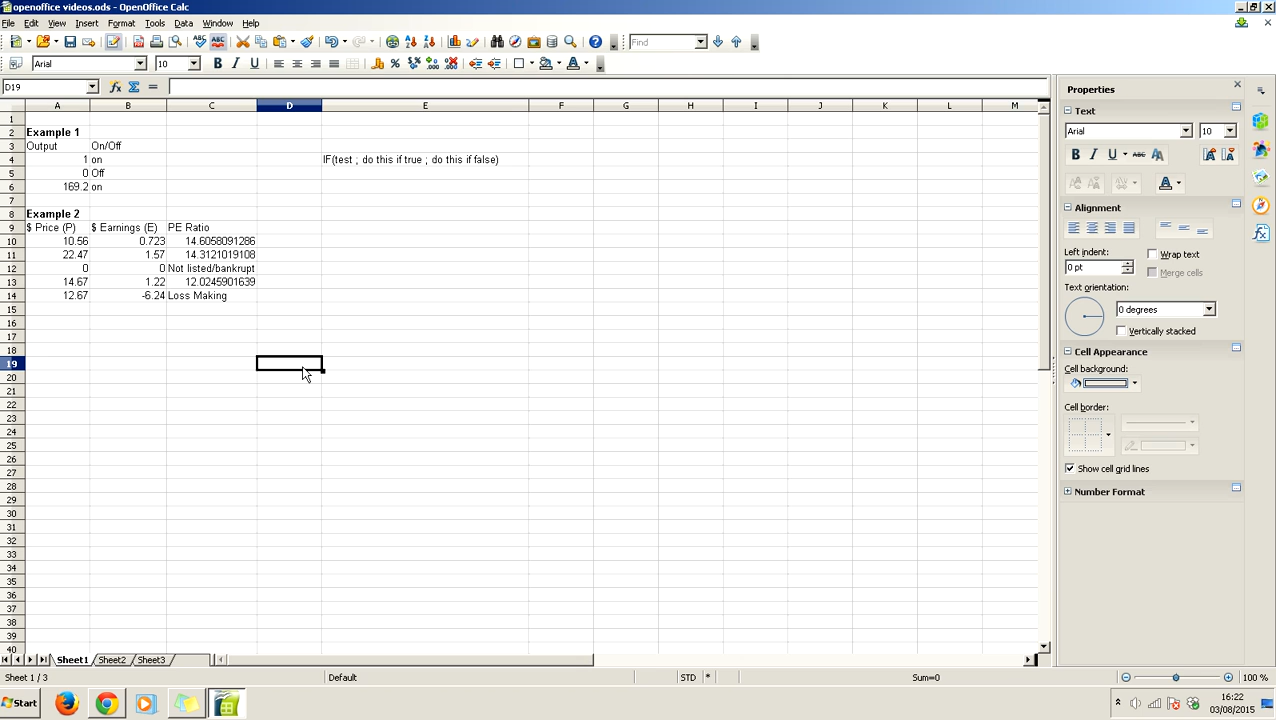 openoffice videos.ods - OpenOffice Calc
File Edit View Insert Format Tools Data Window Help
Find
Arial 10
D19
A B C D E F G H I J K L M
1
2 Example 1
3 Output On/Off
4 1 on IF(test ; do this if true ; do this if false)
5 0 Off
6 169.2 on
7
8 Example 2
9 $ Price (P) $ Earnings (E) PE Ratio
10 10.56 0.723 14.6058091286
11 22.47 1.57 14.3121019108
12 0 0 Not listed/bankrupt
13 14.67 1.22 12.0245901639
14 12.67 -6.24 Loss Making
15
16
17
18
19
20
21
22
23
24
25
26
27
28
29
30
31
32
33
34
35
36
37
38
39
40
Properties
Text
Arial 10
Alignment
Left indent:
0 pt
Wrap text
Merge cells
Text orientation:
0 degrees
Vertically stacked
Cell Appearance
Cell background:
Cell border:
Show cell grid lines
Number Format
Sheet1 Sheet2 Sheet3
Sheet 1 / 3 Default STD * Sum=0 100 %
Start
16:22
03/08/2015